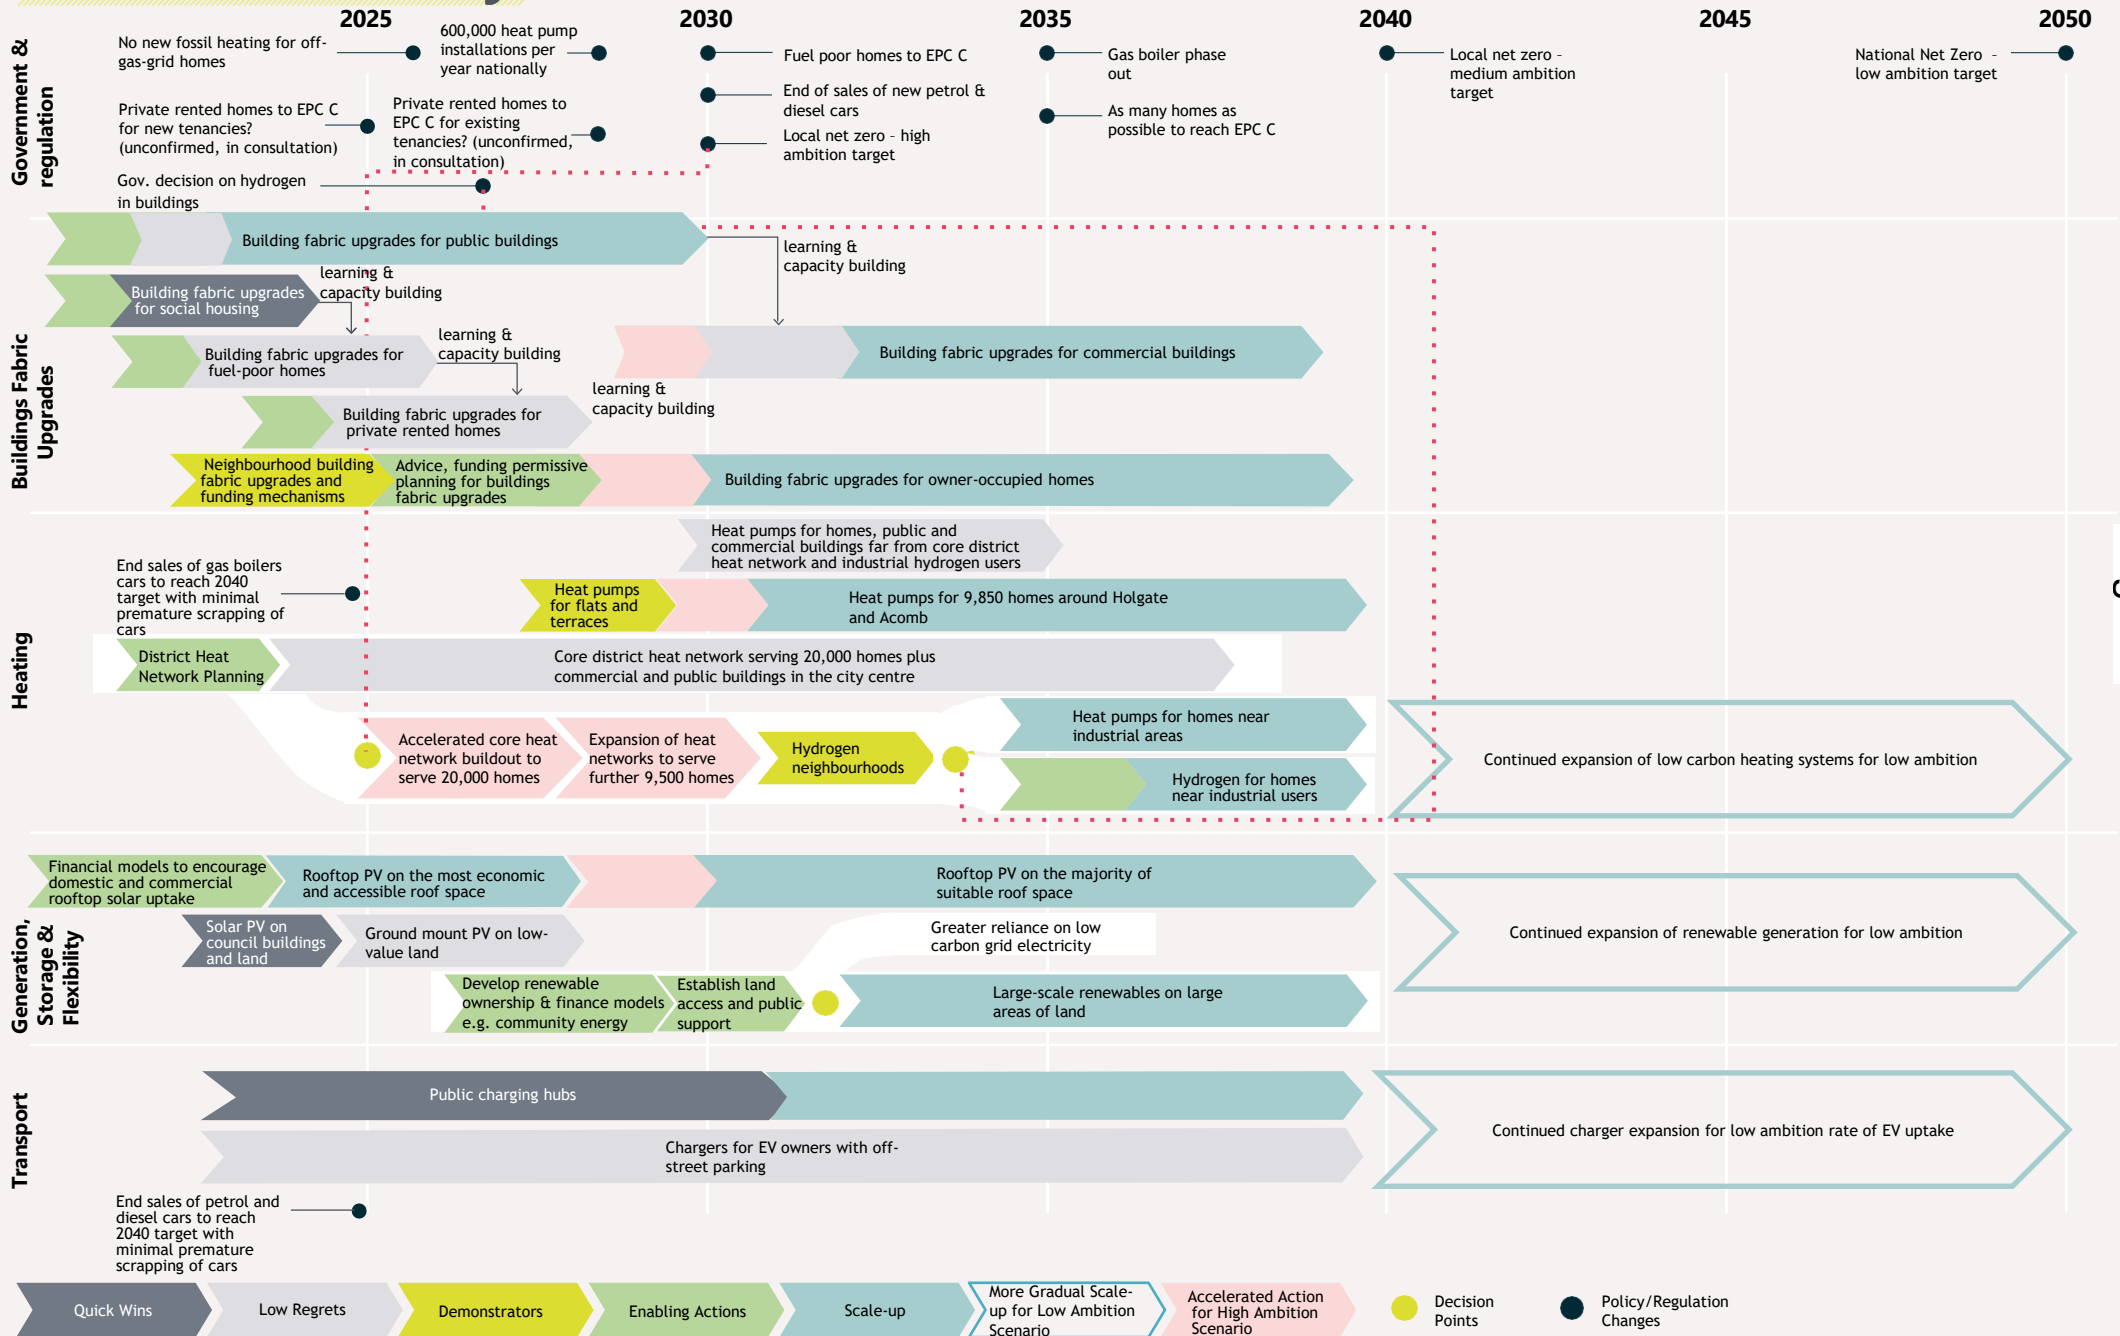 2025
2030
2035
2040
2045
2050
Government &
regulation
No new fossil heating for off-
gas-grid homes
600,000 heat pump
installations per
year nationally
Fuel poor homes to EPC C
Gas boiler phase
out
Local net zero -
medium ambition
target
National Net Zero -
low ambition target
Private rented homes to EPC C
for new tenancies?
(unconfirmed, in consultation)
Private rented homes to
EPC C for existing
tenancies? (unconfirmed,
in consultation)
End of sales of new petrol &
diesel cars
As many homes as
possible to reach EPC C
Local net zero - high
ambition target
Gov. decision on hydrogen
in buildings
Buildings Fabric
Upgrades
Building fabric upgrades for public buildings
learning &
capacity building
Building fabric upgrades
for social housing
learning &
capacity building
Building fabric upgrades for
fuel-poor homes
learning &
capacity building
Building fabric upgrades for commercial buildings
Building fabric upgrades for
private rented homes
learning &
capacity building
Neighbourhood building
fabric upgrades and
funding mechanisms
Advice, funding permissive
planning for buildings
fabric upgrades
Building fabric upgrades for owner-occupied homes
Heating
Heat pumps for homes, public and
commercial buildings far from core district
heat network and industrial hydrogen users
End sales of gas boilers
cars to reach 2040
target with minimal
premature scrapping of
cars
Heat pumps
for flats and
terraces
Heat pumps for 9,850 homes around Holgate
and Acomb
District Heat
Network Planning
Core district heat network serving 20,000 homes plus
commercial and public buildings in the city centre
Accelerated core heat
network buildout to
serve 20,000 homes
Expansion of heat
networks to serve
further 9,500 homes
Hydrogen
neighbourhoods
Heat pumps for homes near
industrial areas
Hydrogen for homes
near industrial users
Continued expansion of low carbon heating systems for low ambition
Generation,
Storage &
Flexibility
Financial models to encourage
domestic and commercial
rooftop solar uptake
Rooftop PV on the most economic
and accessible roof space
Rooftop PV on the majority of
suitable roof space
Solar PV on
council buildings
and land
Ground mount PV on low-
value land
Greater reliance on low
carbon grid electricity
Develop renewable
ownership & finance models
e.g. community energy
Establish land
access and public
support
Large-scale renewables on large
areas of land
Continued expansion of renewable generation for low ambition
Transport
Public charging hubs
Chargers for EV owners with off-
street parking
Continued charger expansion for low ambition rate of EV uptake
End sales of petrol and
diesel cars to reach
2040 target with
minimal premature
scrapping of cars
Quick Wins
Low Regrets
Demonstrators
Enabling Actions
Scale-up
More Gradual Scale-
up for Low Ambition
Scenario
Accelerated Action
for High Ambition
Scenario
Decision
Points
Policy/Regulation
Changes